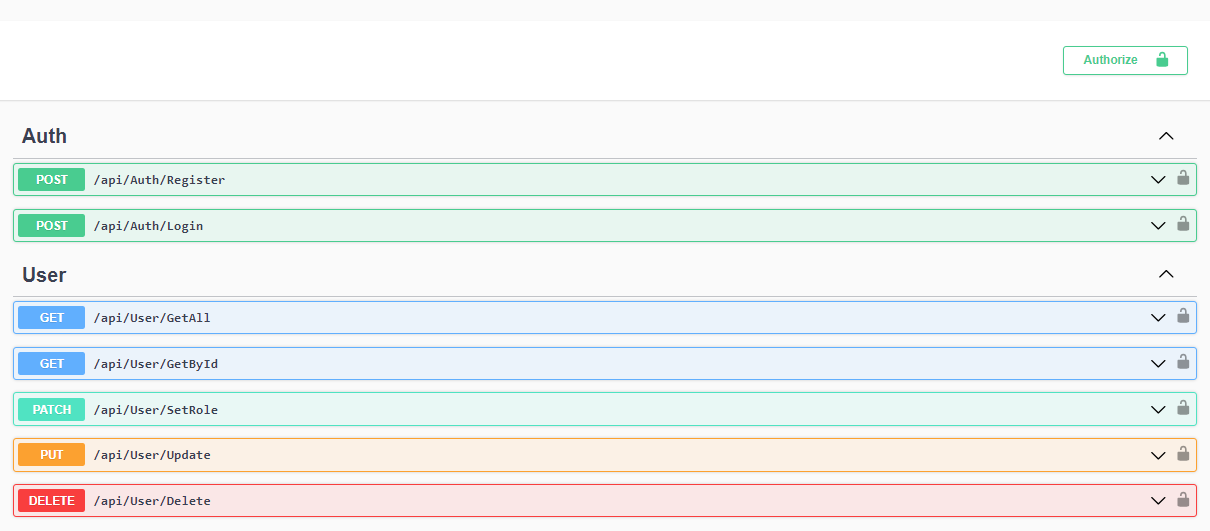 Authorize
Auth
POST /api/Auth/Register
POST /api/Auth/Login
User
GET /api/User/GetAll
GET /api/User/GetById
PATCH /api/User/SetRole
PUT /api/User/Update
DELETE /api/User/Delete